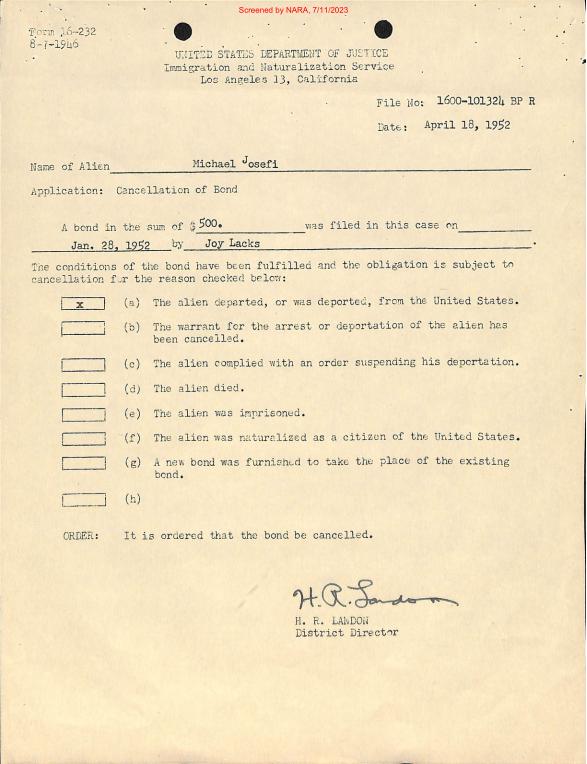 Screened by NARA, 7/11/2023
Form 16-232
8-7-1946
UNITED STATES DEPARTMENT OF JUSTICE
Immigration and Naturalization Service
Los Angeles 13, California
File No: 1600-101324 BP R
Date: April 18, 1952
Name of Alien Michael Josefi
Application: Cancellation of Bond
A bond in the sum of $ 500. was filed in this case on
Jan. 28, 1952 by Joy Lacks .
The conditions of the bond have been fulfilled and the obligation is subject to
cancellation for the reason checked below:
x (a) The alien departed, or was deported, from the United States.
(b) The warrant for the arrest or deportation of the alien has
been cancelled.
(c) The alien complied with an order suspending his deportation.
(d) The alien died.
(e) The alien was imprisoned.
(f) The alien was naturalized as a citizen of the United States.
(g) A new bond was furnished to take the place of the existing
bond.
(h)
ORDER: It is ordered that the bond be cancelled.
H. R. Landon
H. R. LANDON
District Director